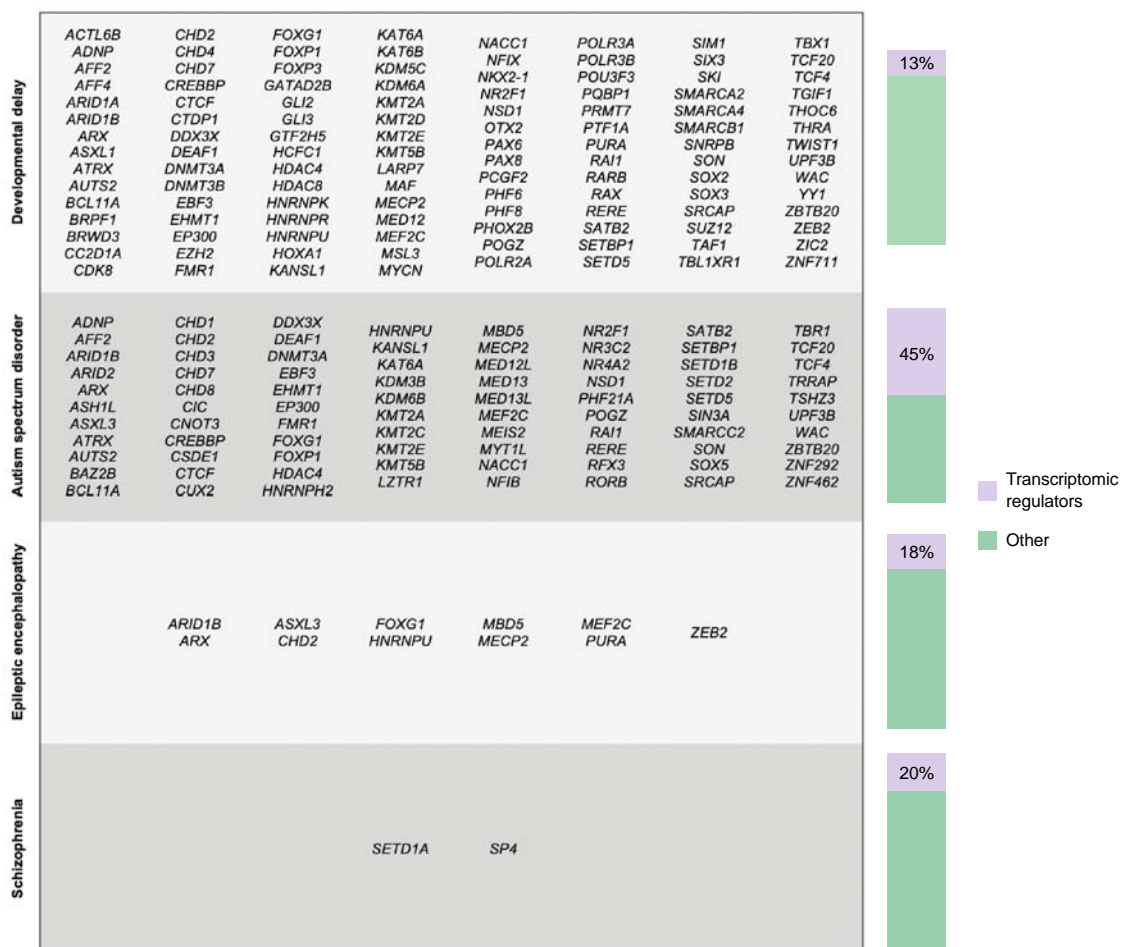 Developmental delay
ACTL6B CHD2 FOXG1 KAT6A
ADNP CHD4 FOXP1 KAT6B
AFF2 CHD7 FOXP3 KDM5C
AFF4 CREBBP GATAD2B KDM6A
ARID1A CTCF GLI2 KMT2A
ARID1B CTDP1 GLI3 KMT2D
ARX DDX3X GTF2H5 KMT2E
ASXL1 DEAF1 HCFC1 KMT5B
ATRX DNMT3A HDAC4 LARP7
AUTS2 DNMT3B HDAC8 MAF
BCL11A EBF3 HNRNPK MECP2
BRPF1 EHMT1 HNRNPR MED12
BRWD3 EP300 HNRNPU MEF2C
CC2D1A EZH2 HOXA1 MSL3
CDK8 FMR1 KANSL1 MYCN
NACC1 POLR3A SIM1 TBX1
NFIX POLR3B SIX3 TCF20
NKX2-1 POU3F3 SKI TCF4
NR2F1 PQBP1 SMARCA2 TGIF1
NSD1 PRMT7 SMARCA4 THOC6
OTX2 PTF1A SMARCB1 THRA
PAX6 PURA SNRPB TWIST1
PAX8 RAI1 SON UPF3B
PCGF2 RARB SOX2 WAC
PHF6 RAX SOX3 YY1
PHF8 RERE SRCAP ZBTB20
PHOX2B SATB2 SUZ12 ZEB2
POGZ SETBP1 TAF1 ZIC2
POLR2A SETD5 TBL1XR1 ZNF711
13%
Autism spectrum disorder
ADNP CHD1 DDX3X
AFF2 CHD2 DEAF1
ARID1B CHD3 DNMT3A
ARID2 CHD7 EBF3
ARX CHD8 EHMT1
ASH1L CIC EP300
ASXL3 CNOT3 FMR1
ATRX CREBBP FOXG1
AUTS2 CSDE1 FOXP1
BAZ2B CTCF HDAC4
BCL11A CUX2 HNRNPH2
HNRNPU MBD5 NR2F1 SATB2 TBR1
KANSL1 MECP2 NR3C2 SETBP1 TCF20
KAT6A MED12L NR4A2 SETD1B TCF4
KDM3B MED13 NSD1 SETD2 TRRAP
KDM6B MED13L PHF21A SETD5 TSHZ3
KMT2A MEF2C POGZ SIN3A UPF3B
KMT2C MEIS2 RAI1 SMARCC2 WAC
KMT2E MYT1L RERE SON ZBTB20
KMT5B NACC1 RFX3 SOX5 ZNF292
LZTR1 NFIB RORB SRCAP ZNF462
45%
Transcriptomic
regulators
Other
Epileptic encephalopathy
ARID1B ASXL3 FOXG1 MBD5 MEF2C
ZEB2
ARX CHD2 HNRNPU MECP2 PURA
18%
Schizophrenia
SETD1A SP4
20%